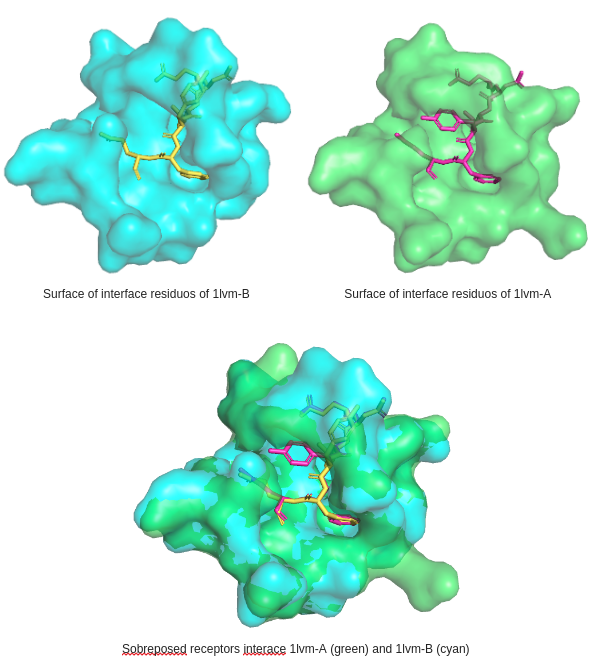 Surface of interface residuos of 1lvm-B
Surface of interface residuos of 1lvm-A
Sobreposed receptors interace 1lvm-A (green) and 1lvm-B (cyan)